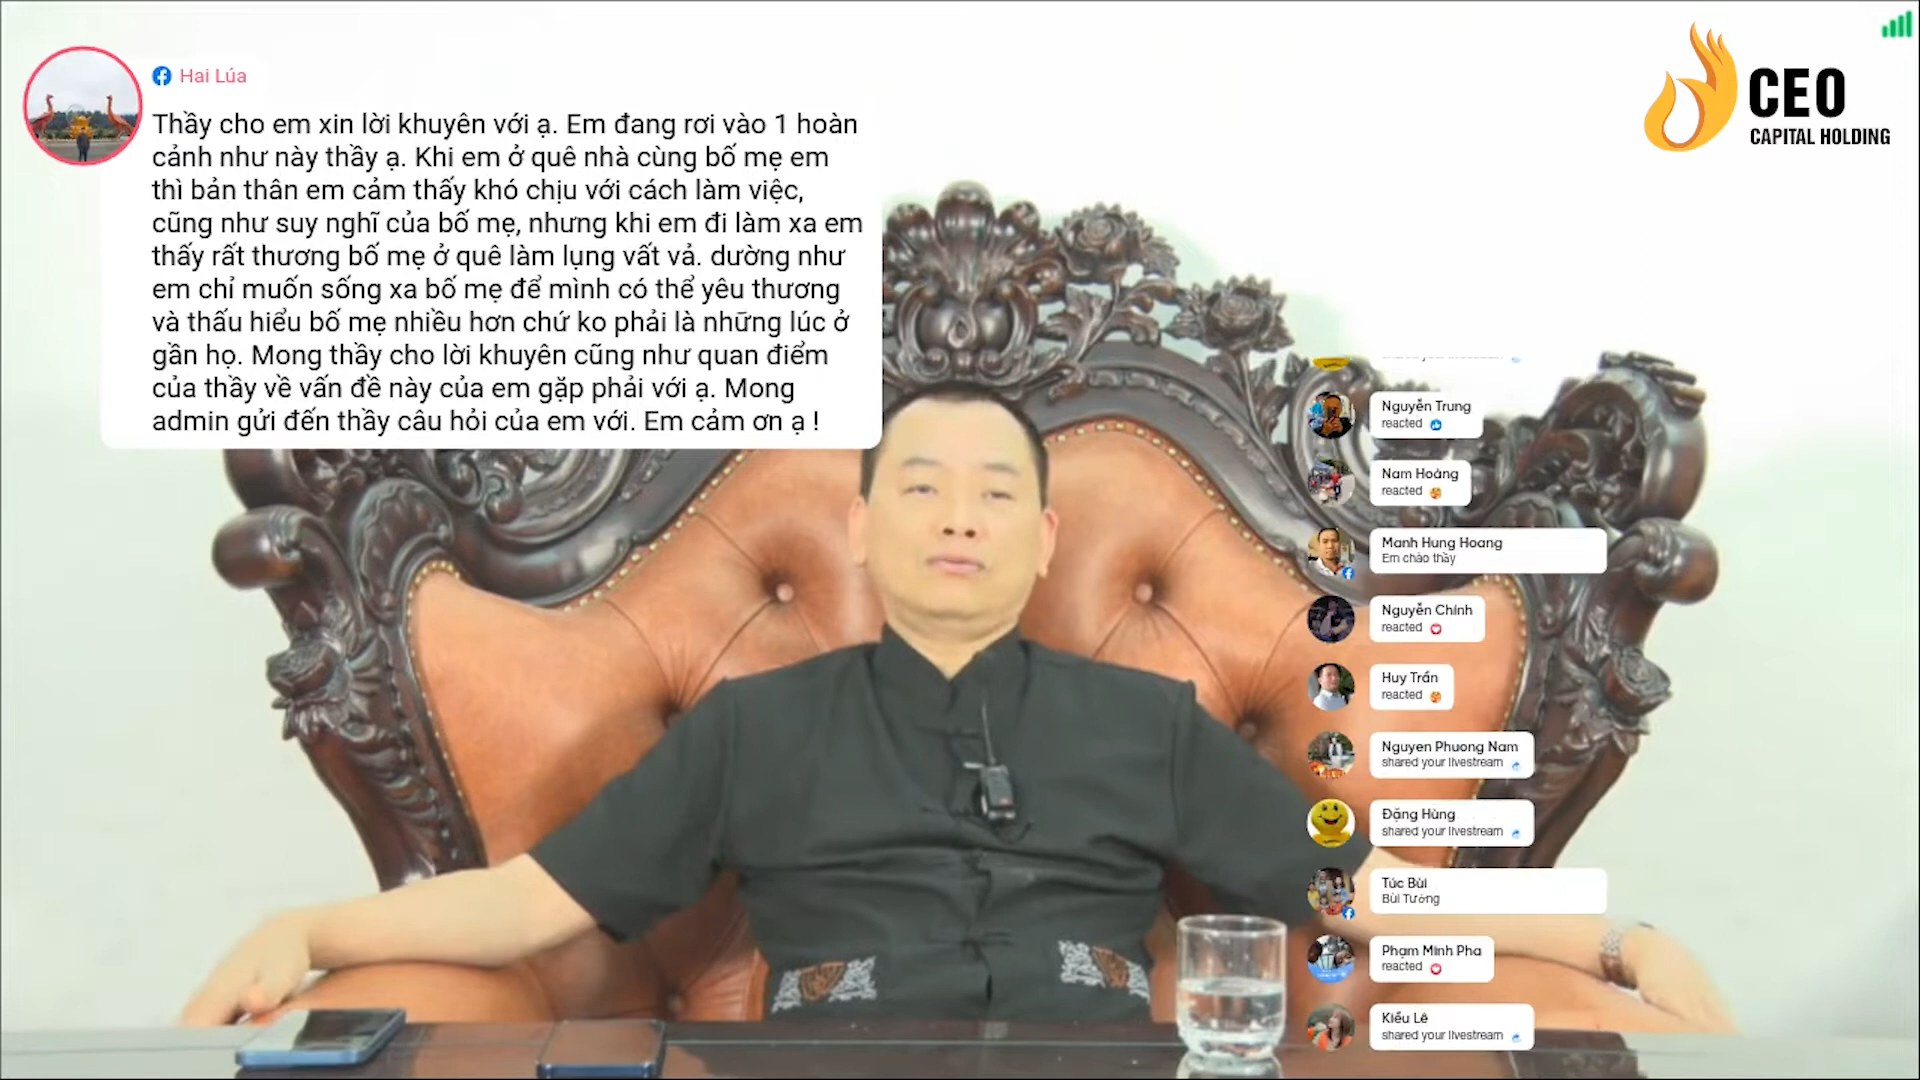 Hai Lúa
Thầy cho em xin lời khuyên với ạ. Em đang rơi vào 1 hoàn
cảnh như này thầy ạ. Khi em ở quê nhà cùng bố mẹ em
thì bản thân em cảm thấy khó chịu với cách làm việc,
cũng như suy nghĩ của bố mẹ, nhưng khi em đi làm xa em
thấy rất thương bố mẹ ở quê làm lụng vất vả. dường như
em chỉ muốn sống xa bố mẹ để mình có thể yêu thương
và thấu hiểu bố mẹ nhiều hơn chứ ko phải là những lúc ở
gần họ. Mong thầy cho lời khuyên cũng như quan điểm
của thầy về vấn đề này của em gặp phải với ạ. Mong
admin gửi đến thầy câu hỏi của em với. Em cảm ơn ạ !
CEO
CAPITAL HOLDING
Nguyễn Trung
reacted
Nam Hoàng
reacted
Manh Hung Hoang
Em chào thầy
Nguyễn Chính
reacted
Huy Trần
reacted
Nguyen Phuong Nam
shared your livestream
Đặng Hùng
shared your livestream
Túc Bùi
Bùi Tướng
Phạm Minh Pha
reacted
Kiều Lê
shared your livestream